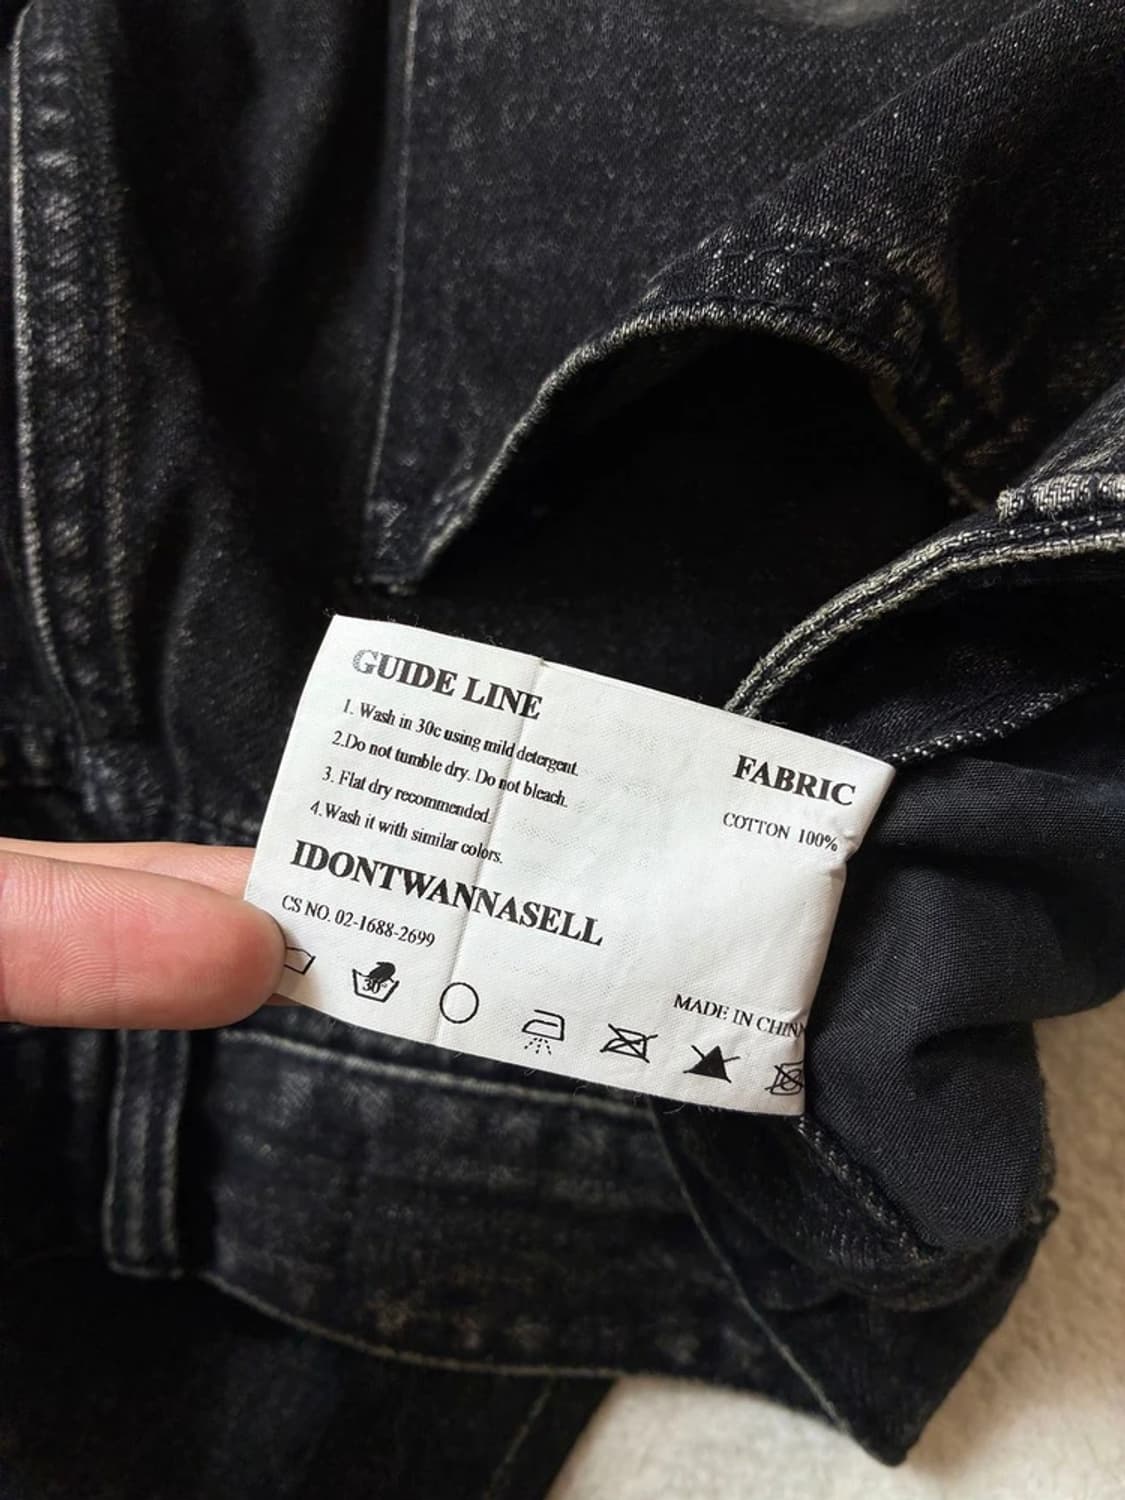 GUIDE LINE
1. Wash in 30c using mild detergent.
2.Do not tumble dry. Do not bleach.
3. Flat dry recommended.
4.Wash it with similar colors.
IDONTWANNASELL
CS NO. 02-1688-2699
30°
FABRIC
COTTON 100%
MADE IN CHINA